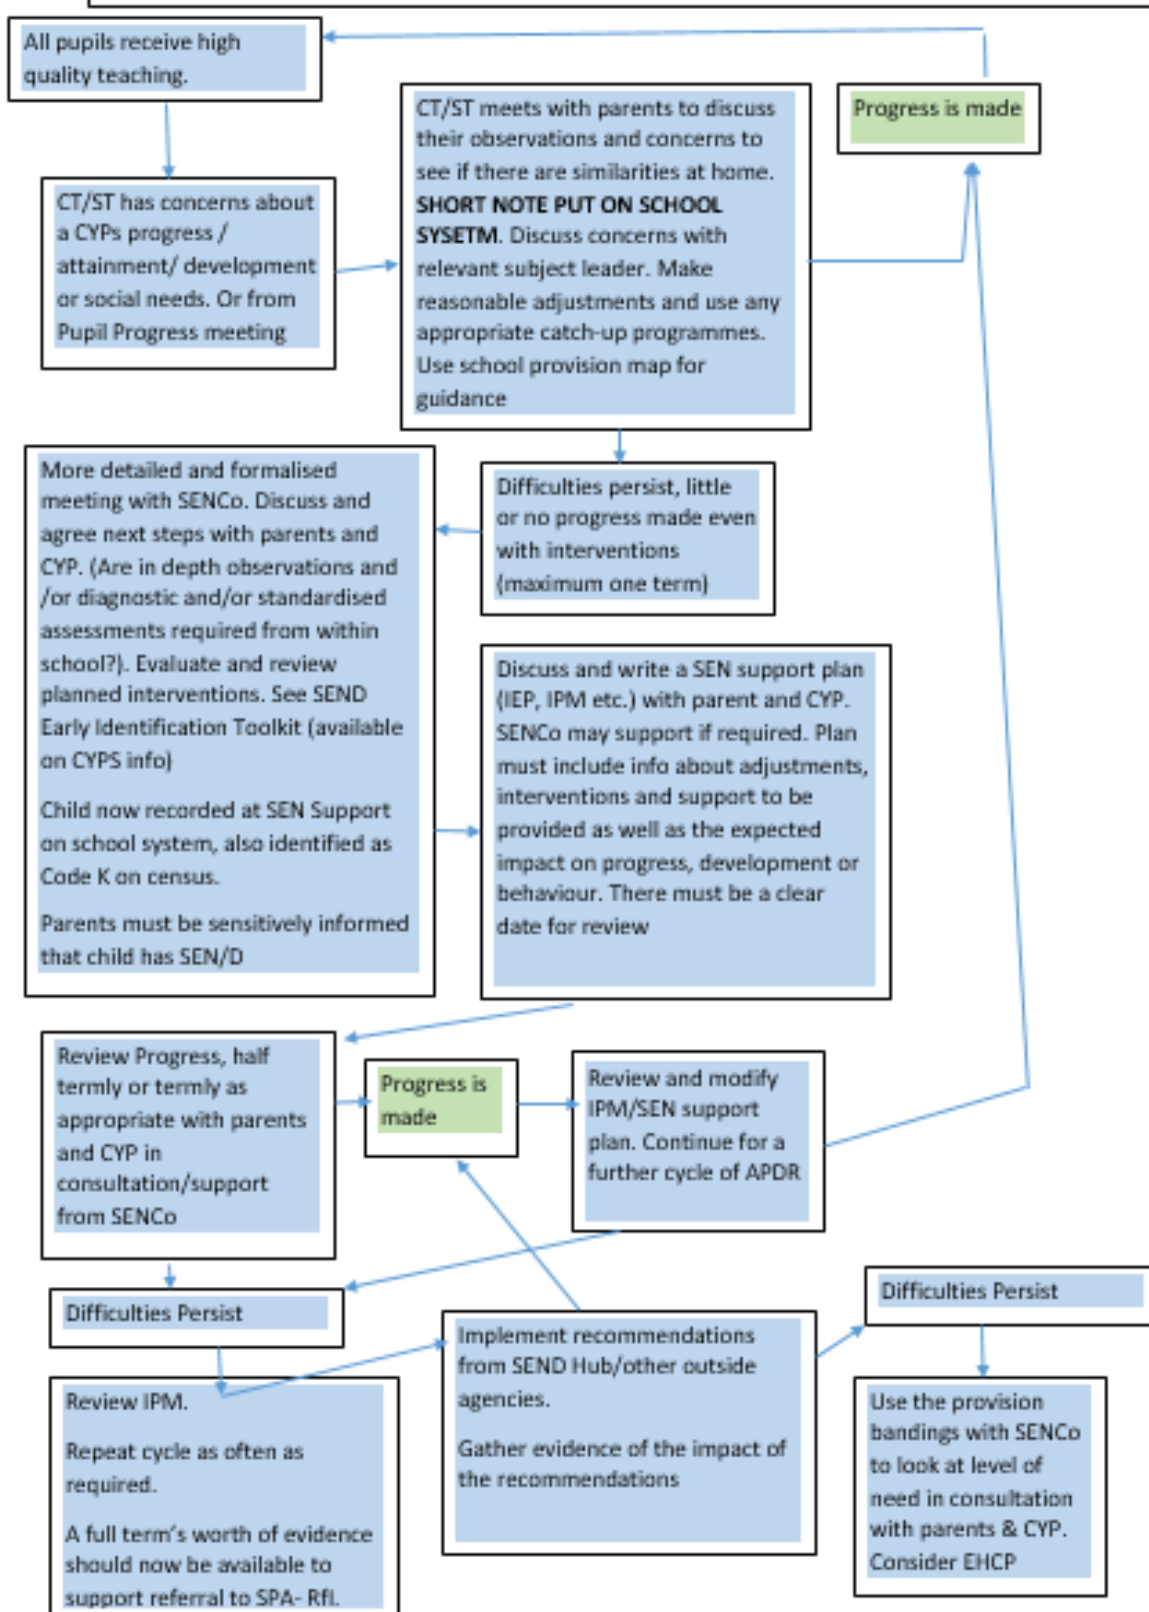 All pupils receive high
quality teaching.
CT/ST has concerns about
a CYPs progress /
attainment/ development
or social needs. Or from
Pupil Progress meeting
CT/ST meets with parents to discuss
their observations and concerns to
see if there are similarities at home.
SHORT NOTE PUT ON SCHOOL
SYSETM. Discuss concerns with
relevant subject leader. Make
reasonable adjustments and use any
appropriate catch-up programmes.
Use school provision map for
guidance
Progress is made
Difficulties persist, little
or no progress made even
with interventions
(maximum one term)
More detailed and formalised
meeting with SENCo. Discuss and
agree next steps with parents and
CYP. (Are in depth observations and
/or diagnostic and/or standardised
assessments required from within
school?). Evaluate and review
planned interventions. See SEND
Early Identification Toolkit (available
on CYPS info)
Child now recorded at SEN Support
on school system, also identified as
Code K on census.
Parents must be sensitively informed
that child has SEN/D
Discuss and write a SEN support plan
(IEP, IPM etc.) with parent and CYP.
SENCo may support if required. Plan
must include info about adjustments,
interventions and support to be
provided as well as the expected
impact on progress, development or
behaviour. There must be a clear
date for review
Review Progress, half
termly or termly as
appropriate with parents
and CYP in
consultation/support
from SENCo
Progress is
made
Review and modify
IPM/SEN support
plan. Continue for a
further cycle of APDR
Difficulties Persist
Review IPM.
Repeat cycle as often as
required.
A full term's worth of evidence
should now be available to
support referral to SPA- RfI.
Implement recommendations
from SEND Hub/other outside
agencies.
Gather evidence of the impact of
the recommendations
Difficulties Persist
Use the provision
bandings with SENCo
to look at level of
need in consultation
with parents & CYP.
Consider EHCP